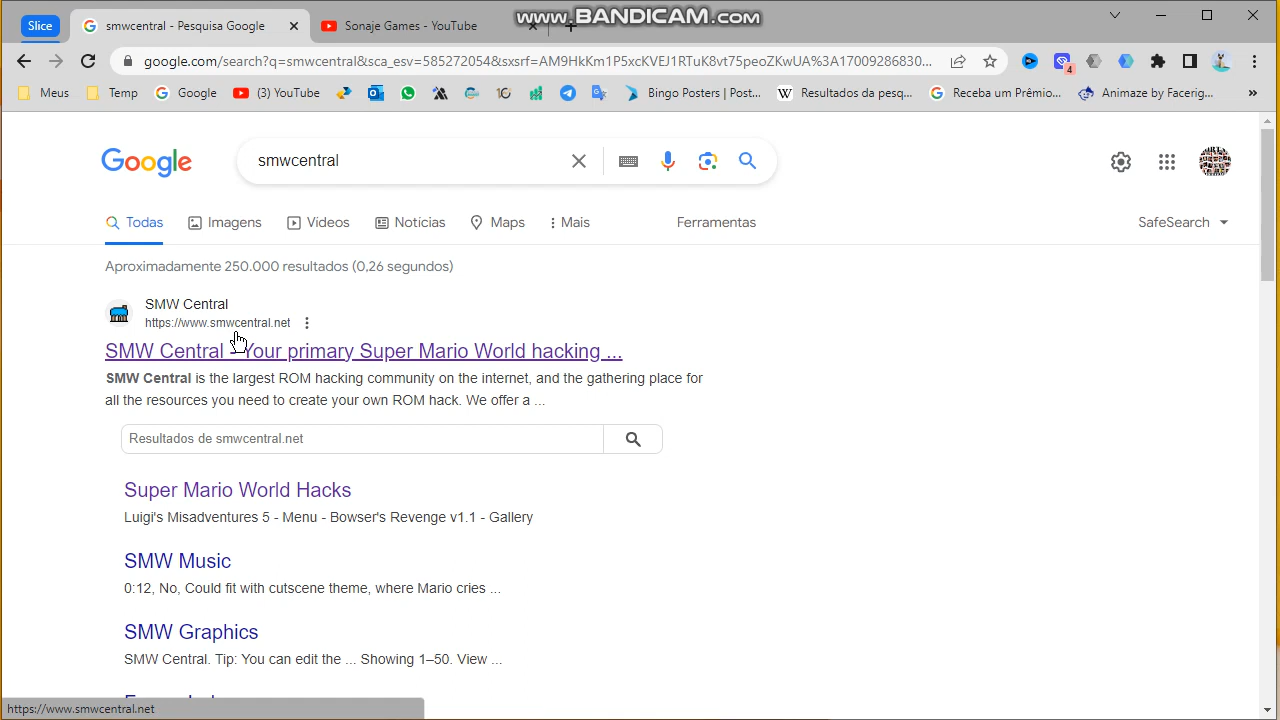 www.BANDICAM.com
Slice
smwcentral - Pesquisa Google
Sonaje Games - YouTube
google.com/search?q=smwcentral&sca_esv=585272054&sxsrf=AM9HkKm1P5xcKVEJ1RTuK8vt75peoZKwUA%3A17009286830...
4
Meus
Temp
Google
(3) YouTube
Bingo Posters | Post...
Resultados da pesq...
Receba um Prêmio...
Animaze by Facerig...
Google
smwcentral
Todas
Imagens
Vídeos
Notícias
Maps
Mais
Ferramentas
SafeSearch
Aproximadamente 250.000 resultados (0,26 segundos)
SMW Central
https://www.smwcentral.net
SMW Central - Your primary Super Mario World hacking ...
SMW Central is the largest ROM hacking community on the internet, and the gathering place for
all the resources you need to create your own ROM hack. We offer a ...
Resultados de smwcentral.net
Super Mario World Hacks
Luigi's Misadventures 5 - Menu - Bowser's Revenge v1.1 - Gallery
SMW Music
0:12, No, Could fit with cutscene theme, where Mario cries ...
SMW Graphics
SMW Central. Tip: You can edit the ... Showing 1–50. View ...
https://www.smwcentral.net